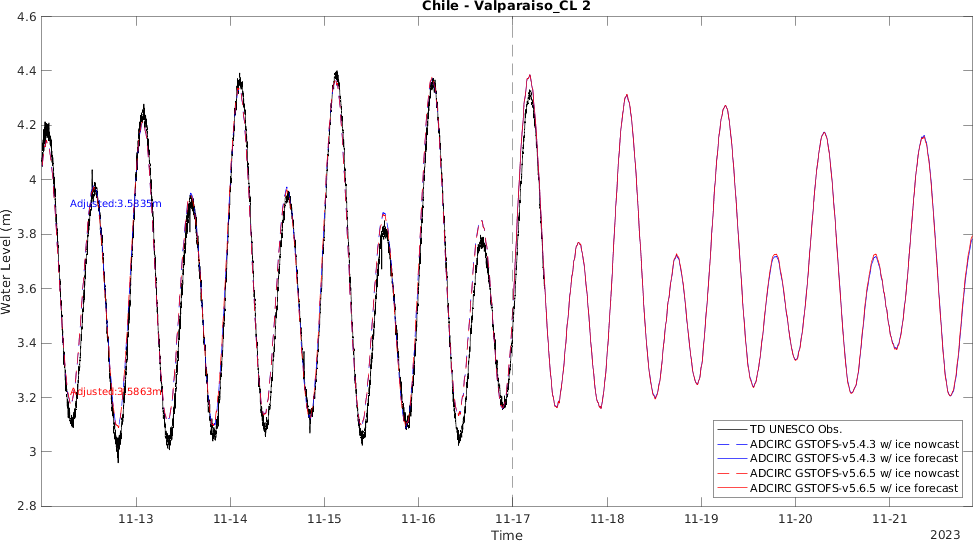 Chile - Valparaiso_CL 2
4.6
4.4
4.2
4
3.8
3.6
3.4
3.2
3
2.8
Water Level (m)
Adjusted:3.5335m
Adjusted:3.5863m
TD UNESCO Obs.
ADCIRC GSTOFS-v5.4.3 w/ ice nowcast
ADCIRC GSTOFS-v5.4.3 w/ ice forecast
ADCIRC GSTOFS-v5.6.5 w/ ice nowcast
ADCIRC GSTOFS-v5.6.5 w/ ice forecast
11-13 11-14 11-15 11-16 11-17 11-18 11-19 11-20 11-21
Time
2023